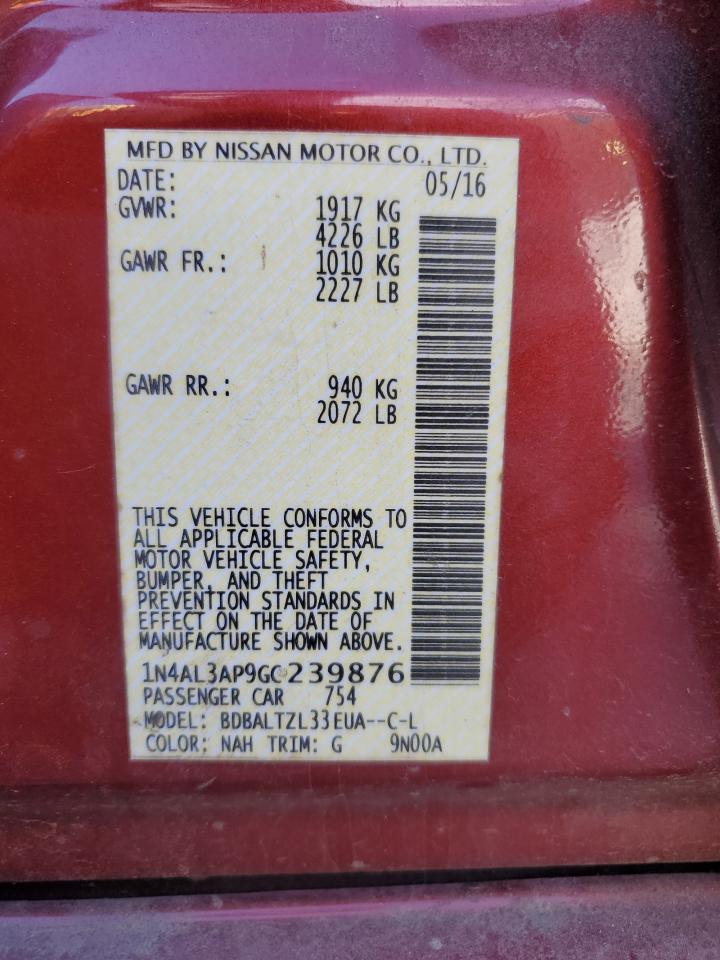 MFD BY NISSAN MOTOR CO., LTD.
DATE: 05/16
GVWR: 1917 KG
4226 LB
GAWR FR.: 1010 KG
2227 LB
GAWR RR.: 940 KG
2072 LB
THIS VEHICLE CONFORMS TO
ALL APPLICABLE FEDERAL
MOTOR VEHICLE SAFETY,
BUMPER, AND THEFT
PREVENTION STANDARDS IN
EFFECT ON THE DATE OF
MANUFACTURE SHOWN ABOVE.
1N4AL3AP9GC239876
PASSENGER CAR 754
MODEL: BDBALTZL33EUA--C-L
COLOR: NAH TRIM: G 9N00A